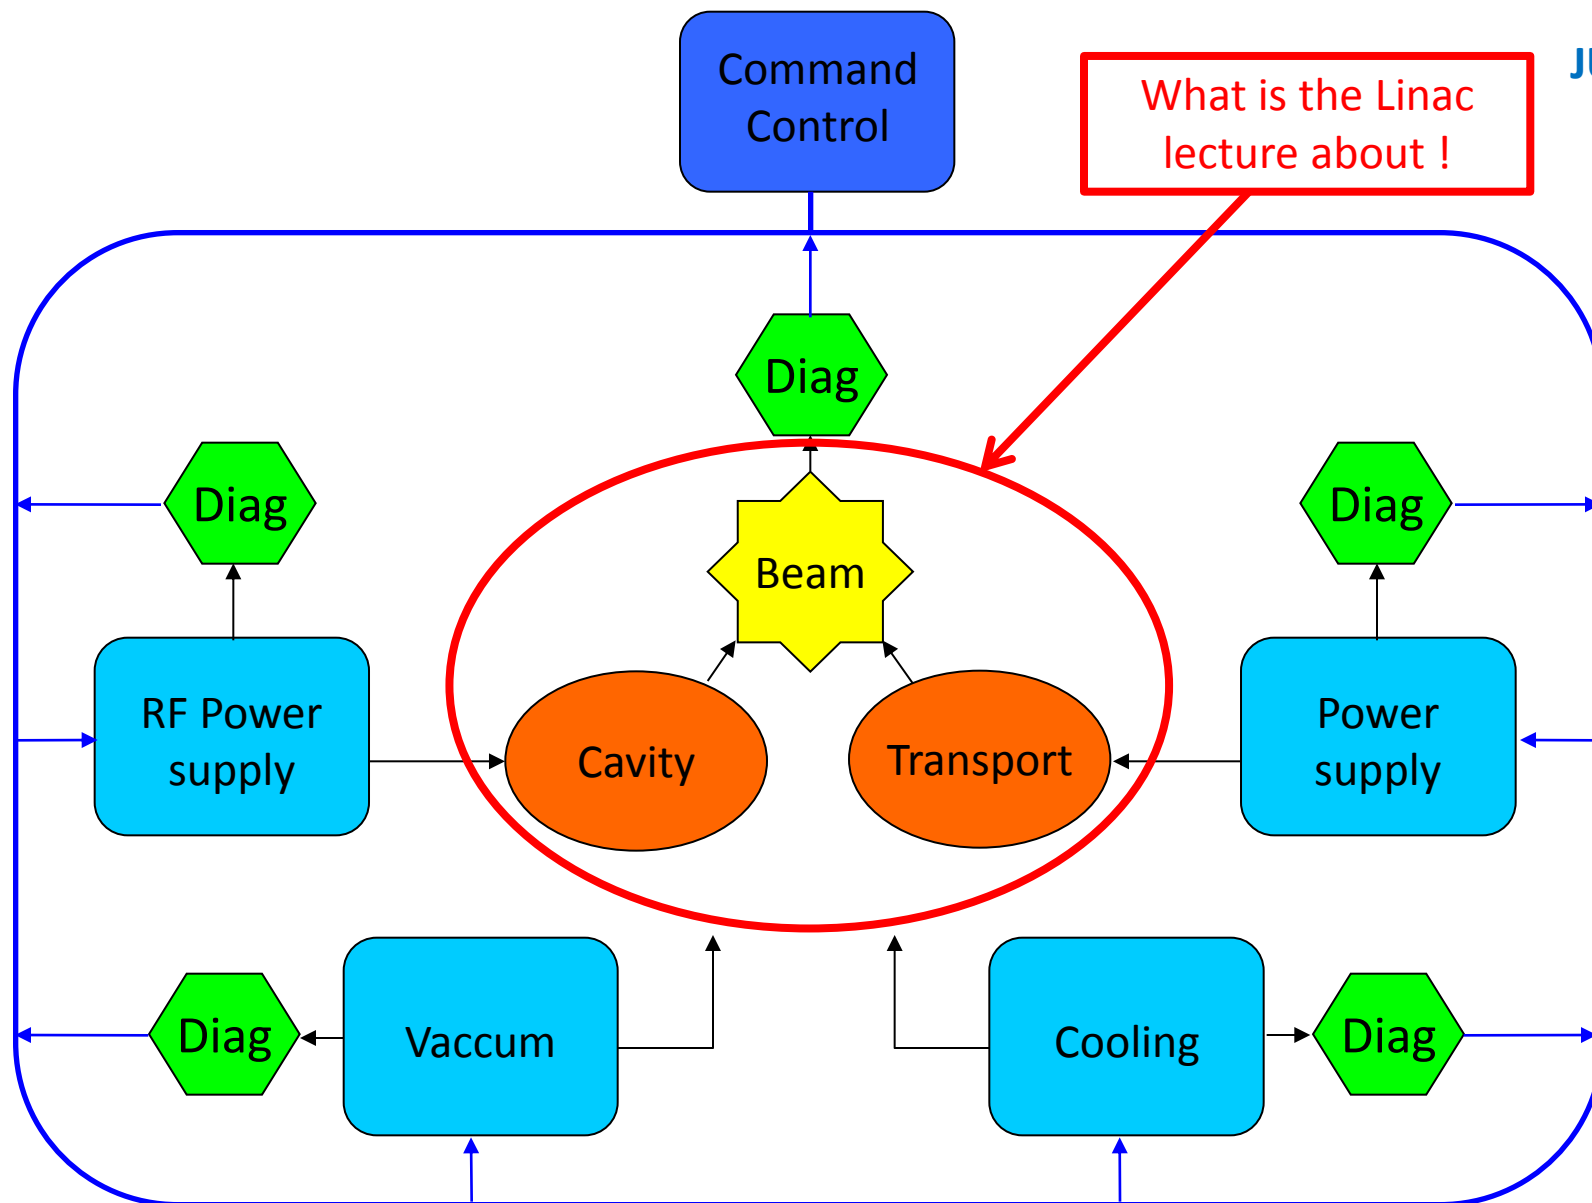 Command
Control
What is the Linac
lecture about !
Diag
Diag
Diag
Beam
RF Power
supply
Cavity
Transport
Power
supply
Diag
Vaccum
Cooling
Diag